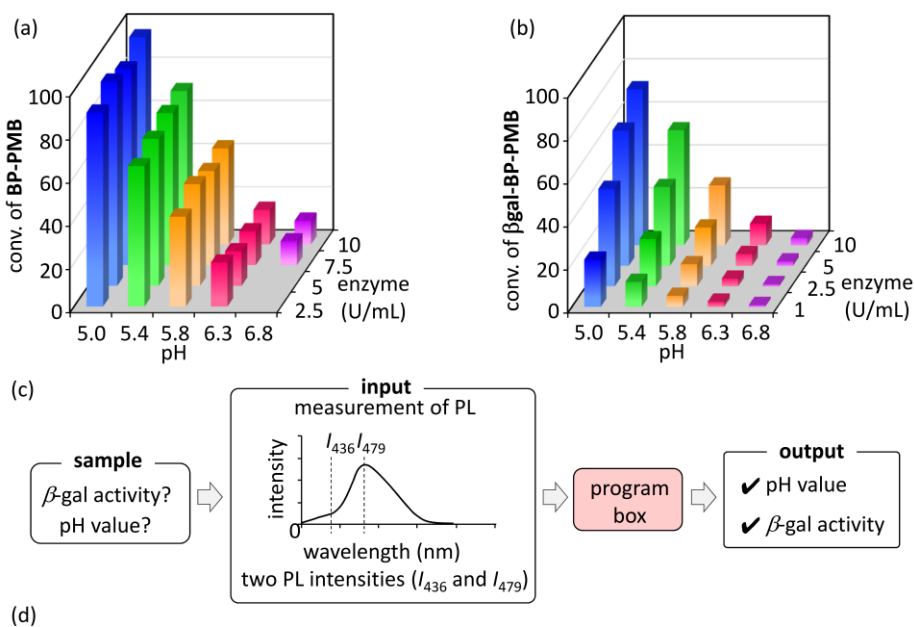 (a)
conv. of BP-PMB
100
80
60
40
20
0
5.0 5.4 5.8 6.3 6.8
pH
10
7.5
5
2.5
enzyme
(U/mL)
(b)
conv. of βgal-BP-PMB
100
80
60
40
20
0
5.0 5.4 5.8 6.3 6.8
pH
10
5
2.5
1
enzyme
(U/mL)
(c)
sample
β-gal activity?
pH value?
input
measurement of PL
I436 I479
intensity
0
wavelength (nm)
two PL intensities (I436 and I479)
program
box
output
✔ pH value
✔ β-gal activity
(d)